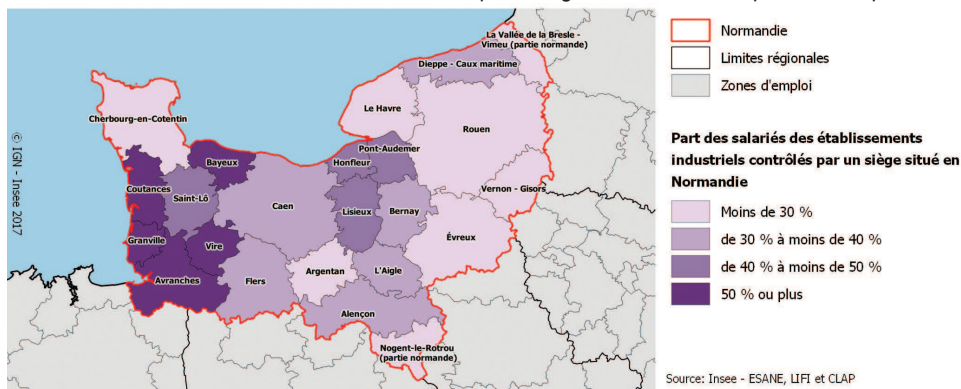 La Vallée de la Bresle -
Vimeu (partie normande)
Dieppe - Caux maritime
Le Havre
Cherbourg-en-Cotentin
Rouen
Pont-Audemer
Bayeux
Honfleur
Vernon - Gisors
Coutances
Saint-Lô
Caen
Lisieux
Bernay
Évreux
Granville
Vire
Argentan
L'Aigle
Avranches
Flers
Alençon
Nogent-le-Rotrou
(partie normande)
© IGN - Insee 2017
Normandie
Limites régionales
Zones d'emploi
Part des salariés des établissements
industriels contrôlés par un siège situé en
Normandie
Moins de 30 %
de 30 % à moins de 40 %
de 40 % à moins de 50 %
50 % ou plus
Source: Insee - ESANE, LIFI et CLAP